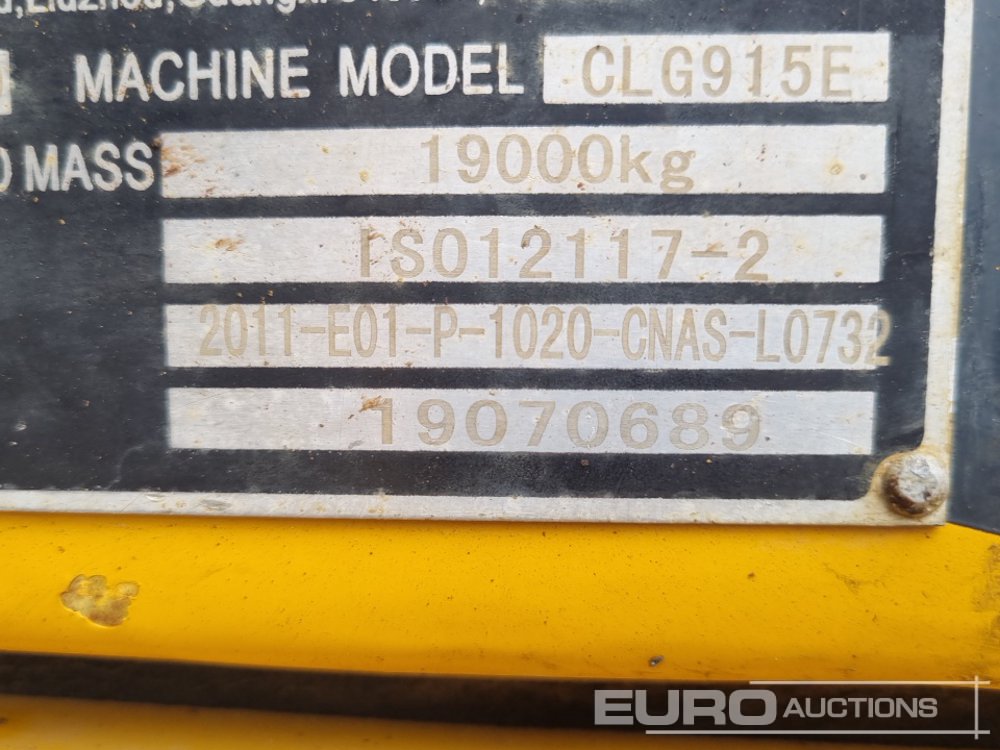 MACHINE MODEL CLG915E
MASS 19000kg
ISO12117-2
2011-E01-P-1020-CNAS-L0732
19070689
EURO AUCTIONS